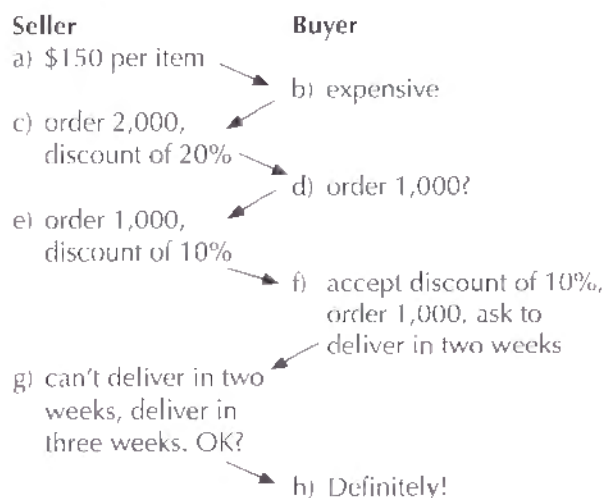 Seller Buyer
a) $150 per item
b) expensive
c) order 2,000,
discount of 20%
d) order 1,000?
e) order 1,000,
discount of 10%
f) accept discount of 10%,
order 1,000, ask to
deliver in two weeks
g) can't deliver in two
weeks, deliver in
three weeks. OK?
h) Definitely!